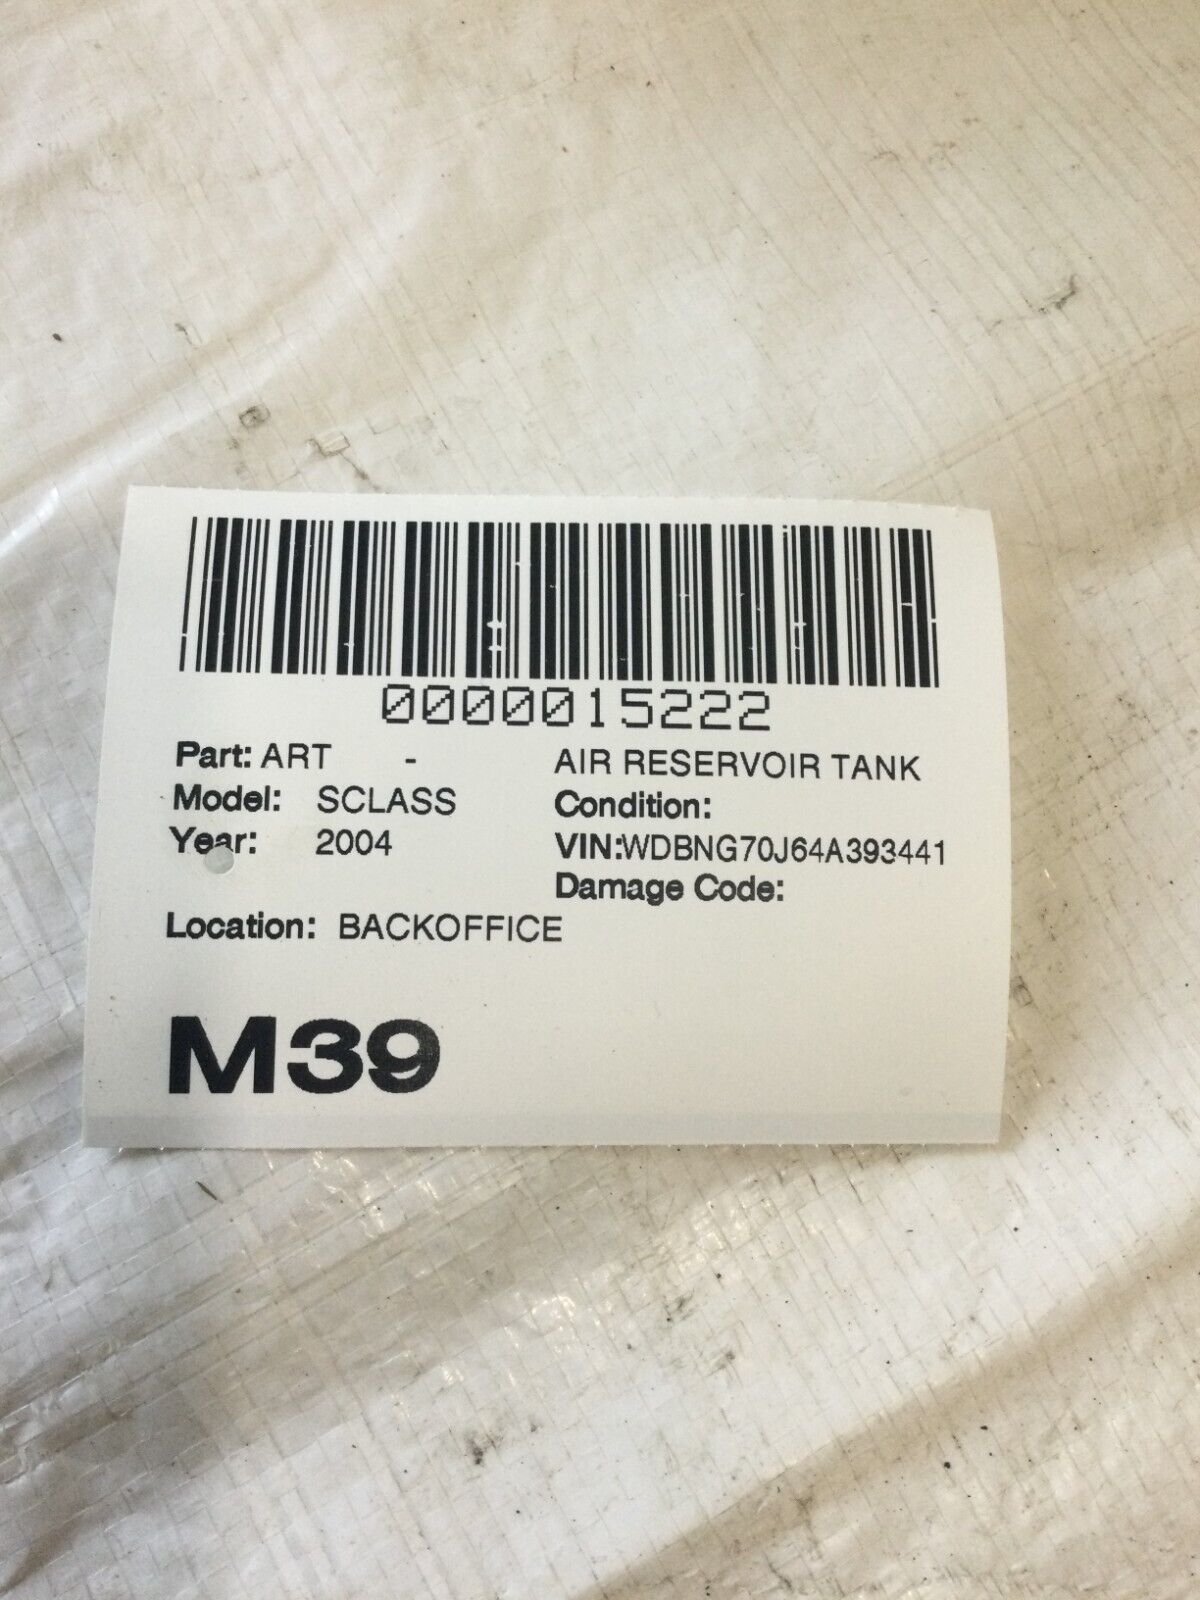 0000015222
Part: ART - AIR RESERVOIR TANK
Model: SCLASS Condition:
Year: 2004 VIN:WDBNG70J64A393441
Damage Code:
Location: BACKOFFICE
M39